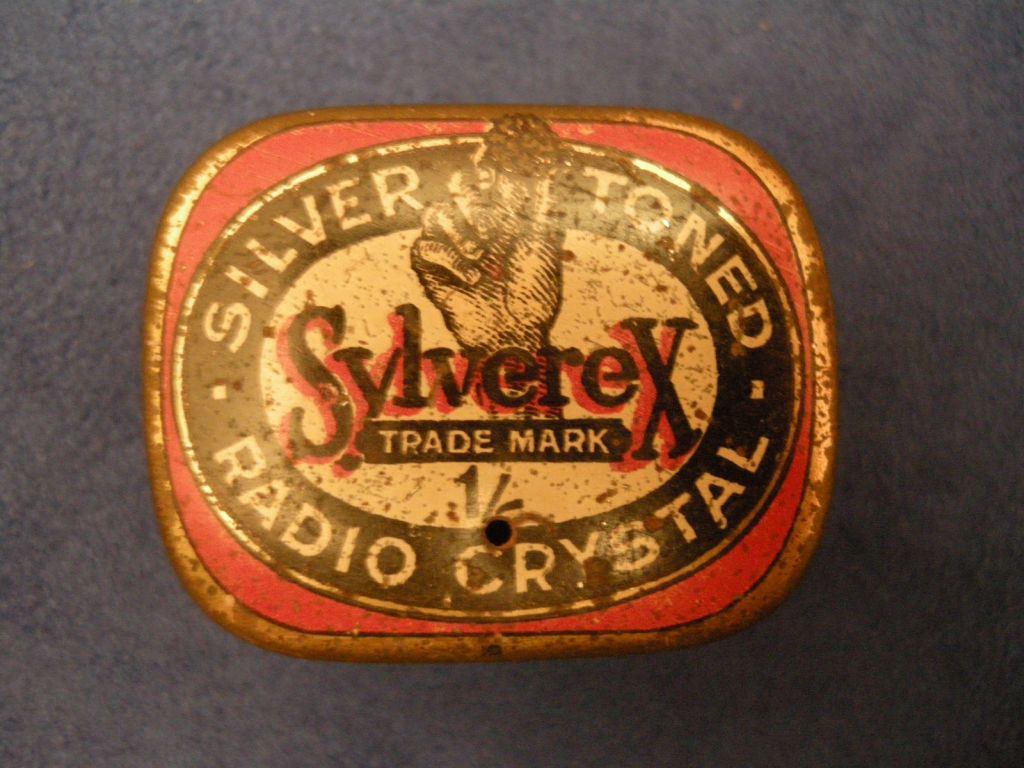 SILVER TONED
Sylverex
TRADE MARK
1/-
RADIO CRYSTAL